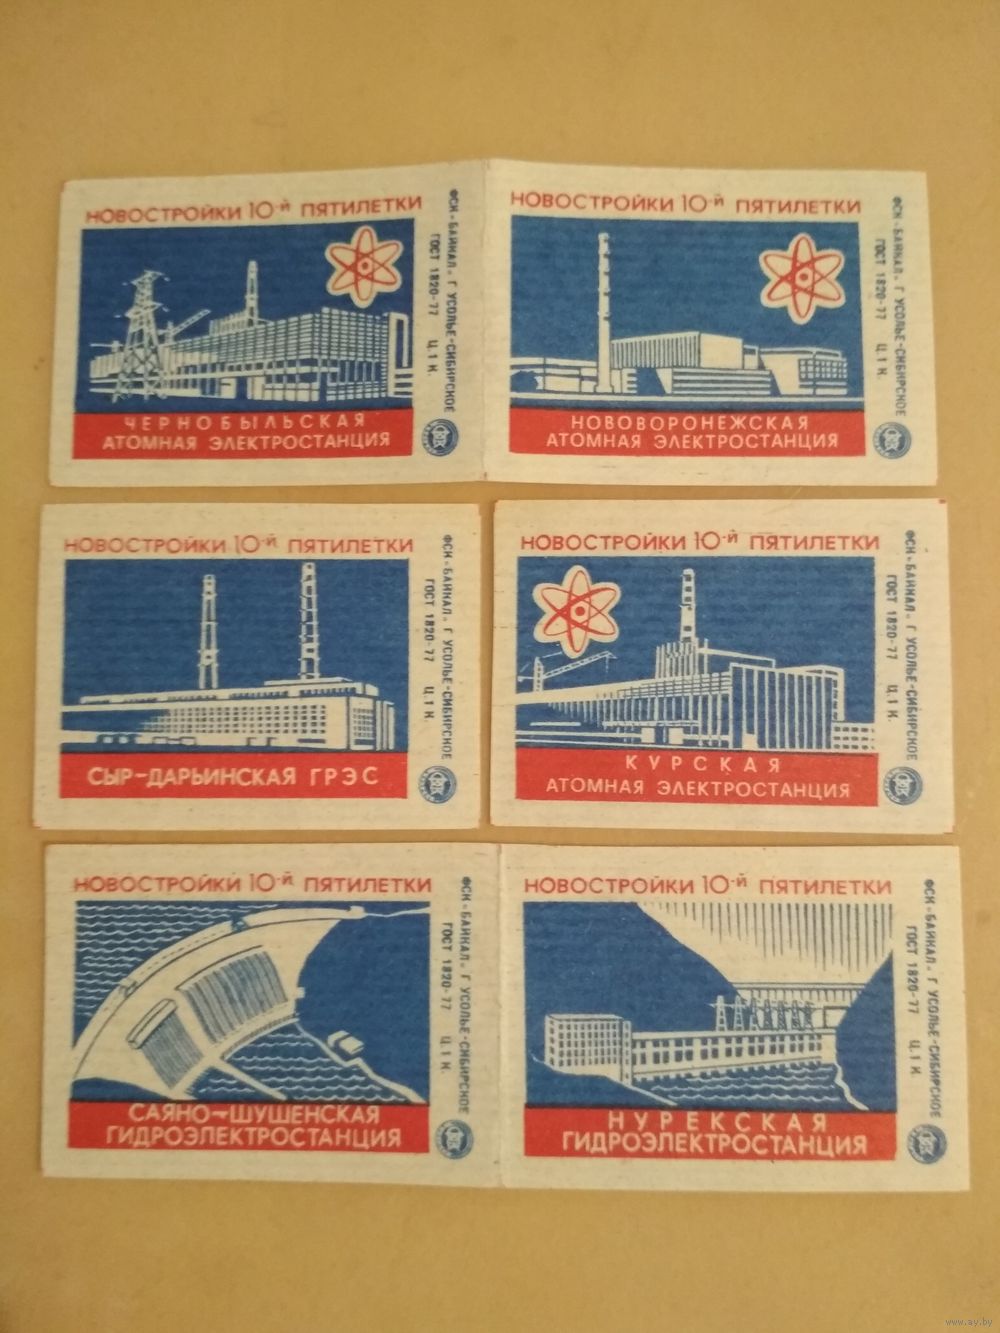 НОВОСТРОЙКИ 10-й ПЯТИЛЕТКИ
ЧЕРНОБЫЛЬСКАЯ
АТОМНАЯ ЭЛЕКТРОСТАНЦИЯ
ФСК «БАЙКАЛ» Г УСОЛЬЕ-СИБИРСКОЕ
ГОСТ 1820-77 Ц.1 К.
НОВОСТРОЙКИ 10-й ПЯТИЛЕТКИ
НОВОВОРОНЕЖСКАЯ
АТОМНАЯ ЭЛЕКТРОСТАНЦИЯ
ФСК «БАЙКАЛ» Г УСОЛЬЕ-СИБИРСКОЕ
ГОСТ 1820-77 Ц.1 К.
НОВОСТРОЙКИ 10-й ПЯТИЛЕТКИ
СЫР-ДАРЬИНСКАЯ ГРЭС
ФСК «БАЙКАЛ» Г УСОЛЬЕ-СИБИРСКОЕ
ГОСТ 1820-77 Ц.1 К.
НОВОСТРОЙКИ 10-й ПЯТИЛЕТКИ
КУРСКАЯ
АТОМНАЯ ЭЛЕКТРОСТАНЦИЯ
ФСК «БАЙКАЛ» Г УСОЛЬЕ-СИБИРСКОЕ
ГОСТ 1820-77 Ц.1 К.
НОВОСТРОЙКИ 10-й ПЯТИЛЕТКИ
САЯНО-ШУШЕНСКАЯ
ГИДРОЭЛЕКТРОСТАНЦИЯ
ФСК «БАЙКАЛ» Г УСОЛЬЕ-СИБИРСКОЕ
ГОСТ 1820-77 Ц.1 К.
НОВОСТРОЙКИ 10-й ПЯТИЛЕТКИ
НУРЕКСКАЯ
ГИДРОЭЛЕКТРОСТАНЦИЯ
ФСК «БАЙКАЛ» Г УСОЛЬЕ-СИБИРСКОЕ
ГОСТ 1820-77 Ц.1 К.
www.ay.by